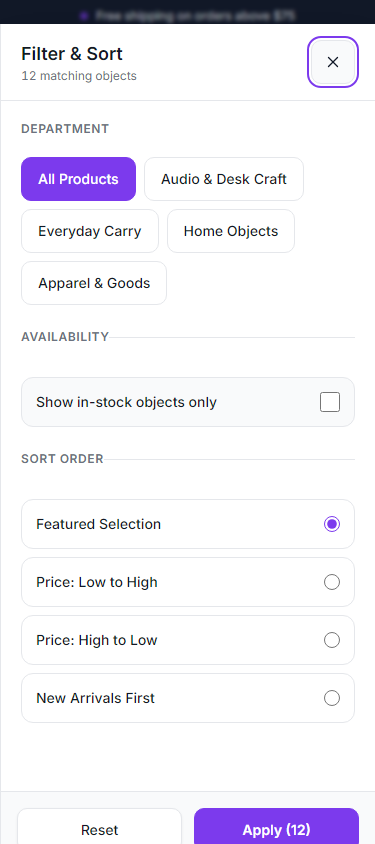 Free shipping on orders above $75
Filter & Sort
12 matching objects
DEPARTMENT
All Products
Audio & Desk Craft
Everyday Carry
Home Objects
Apparel & Goods
AVAILABILITY
Show in-stock objects only
SORT ORDER
Featured Selection
Price: Low to High
Price: High to Low
New Arrivals First
Reset
Apply (12)